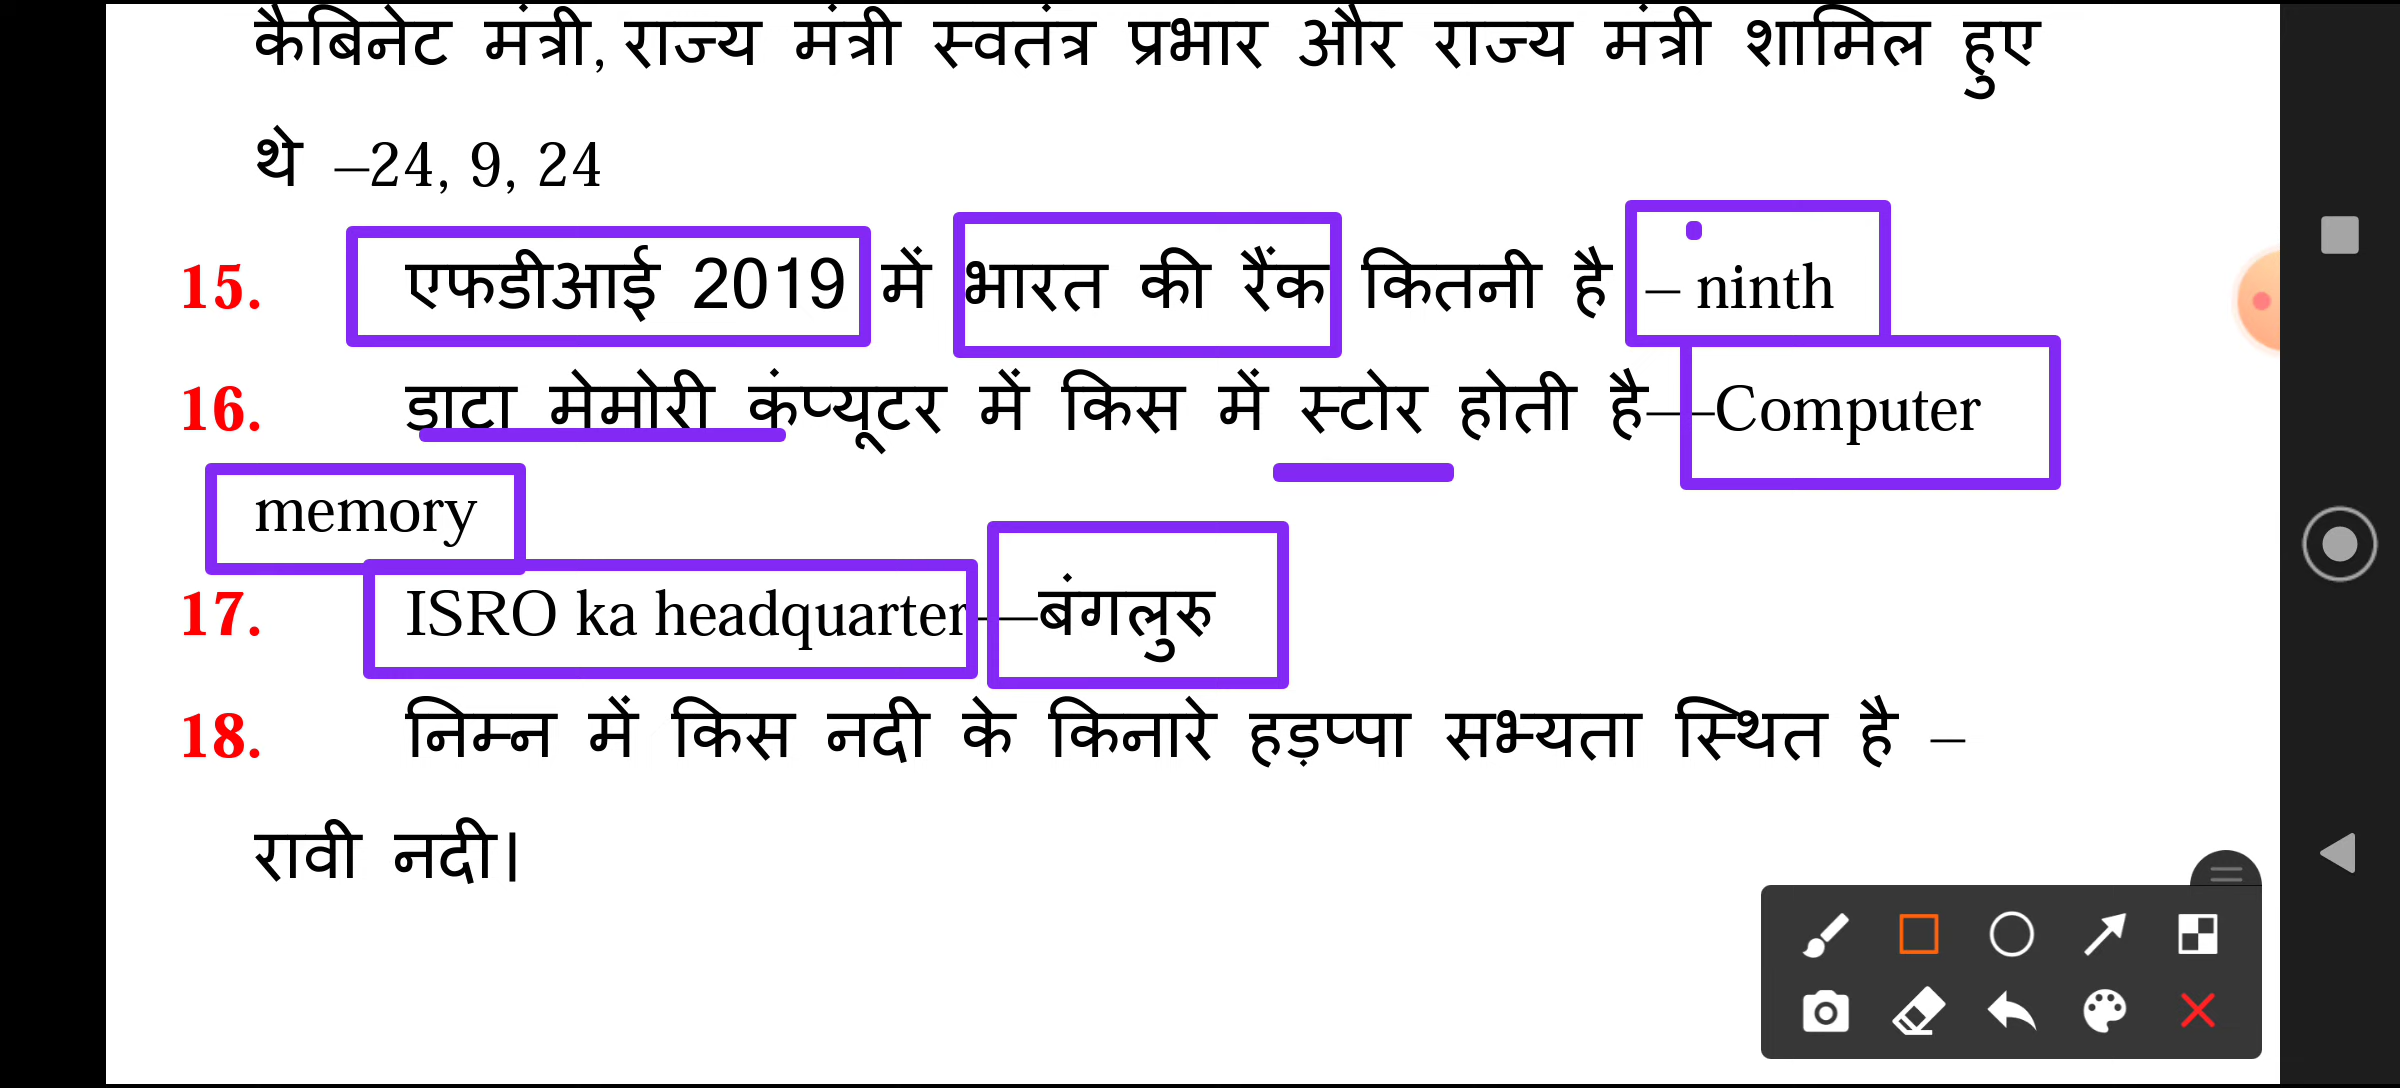 कैबिनेट मंत्री, राज्य मंत्री स्वतंत्र प्रभार और राज्य मंत्री शामिल हुए
थे –24, 9, 24
15. एफडीआई 2019 में भारत की रैंक कितनी है – ninth
16. डाटा मेमोरी कंप्यूटर में किस में स्टोर होती है—Computer
memory
17. ISRO ka headquarter—बंगलुरु
18. निम्न में किस नदी के किनारे हड़प्पा सभ्यता स्थित है –
रावी नदी।